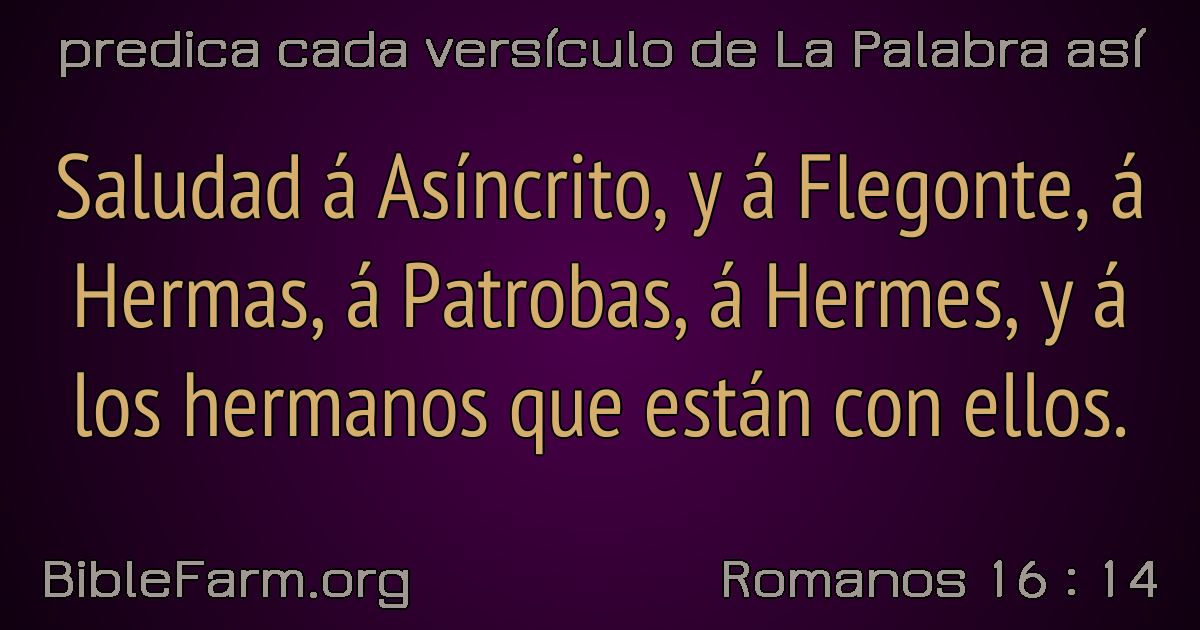 predica cada versículo de La Palabra así
Saludad á Asíncrito, y á Flegonte, á
Hermas, á Patrobas, á Hermes, y á
los hermanos que están con ellos.
BibleFarm.org
Romanos 16 : 14